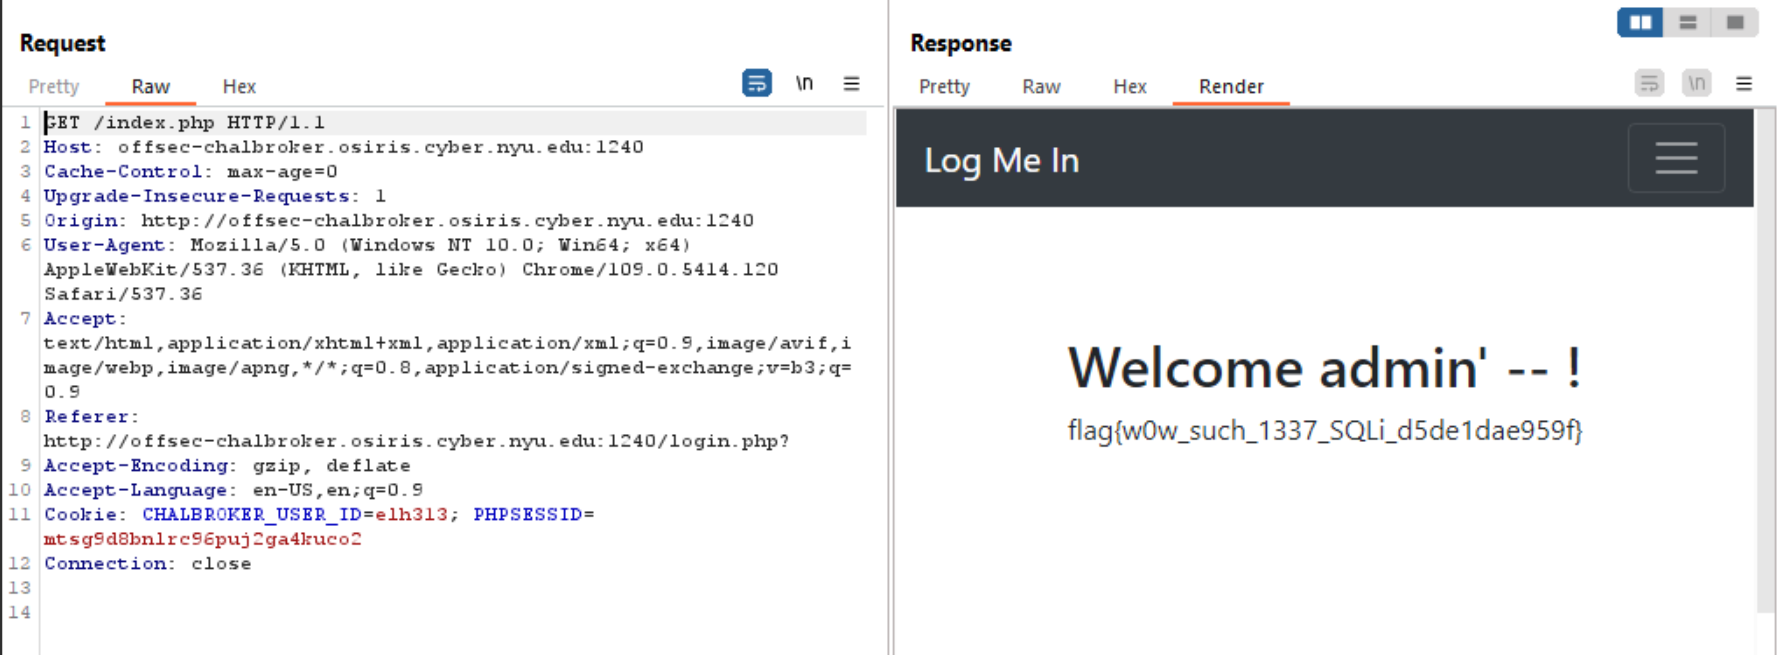 Request
Pretty Raw Hex
\n
1 GET /index.php HTTP/1.1
2 Host: offsec-chalbroker.osiris.cyber.nyu.edu:1240
3 Cache-Control: max-age=0
4 Upgrade-Insecure-Requests: 1
5 Origin: http://offsec-chalbroker.osiris.cyber.nyu.edu:1240
6 User-Agent: Mozilla/5.0 (Windows NT 10.0; Win64; x64)
AppleWebKit/537.36 (KHTML, like Gecko) Chrome/109.0.5414.120
Safari/537.36
7 Accept:
text/html,application/xhtml+xml,application/xml;q=0.9,image/avif,i
mage/webp,image/apng,*/*;q=0.8,application/signed-exchange;v=b3;q=
0.9
8 Referer:
http://offsec-chalbroker.osiris.cyber.nyu.edu:1240/login.php?
9 Accept-Encoding: gzip, deflate
10 Accept-Language: en-US,en;q=0.9
11 Cookie: CHALBROKER_USER_ID=elh313; PHPSESSID=
mtsg9d8bnlrc96puj2ga4kuco2
12 Connection: close
13
14
Response
Pretty Raw Hex Render
\n
Log Me In
Welcome admin' -- !
flag{w0w_such_1337_SQLi_d5de1dae959f}